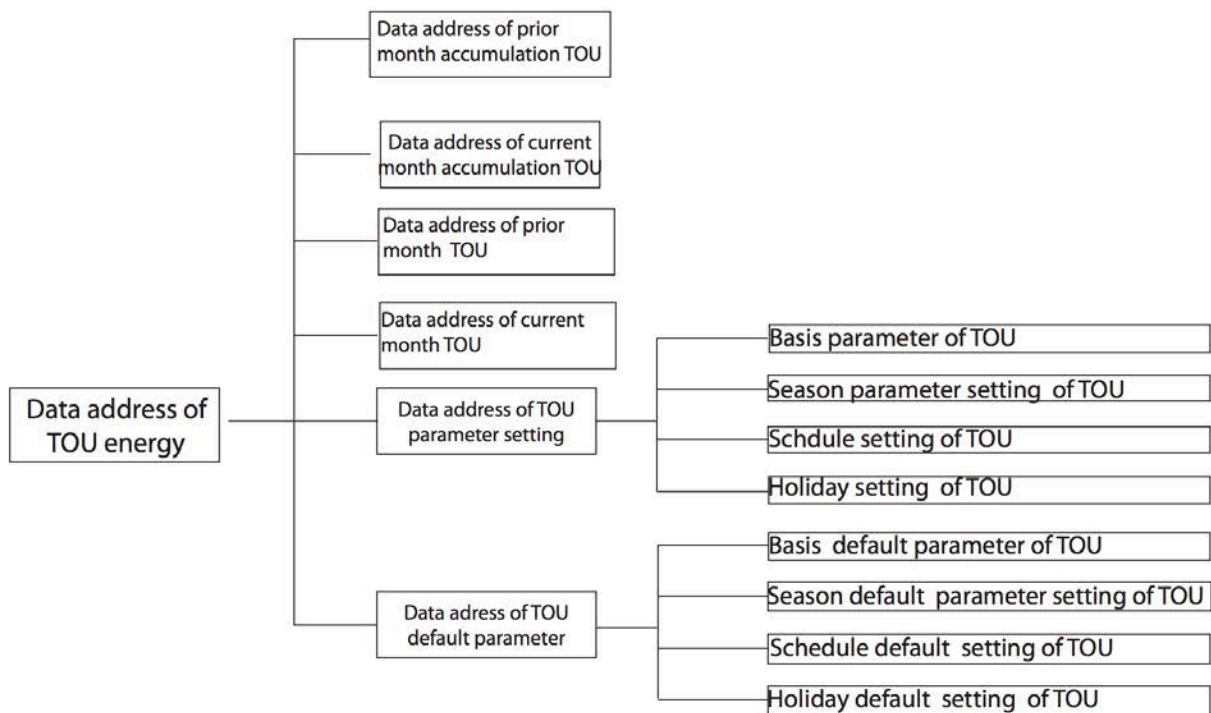 Data address of prior
month accumulation TOU
Data address of current
month accumulation TOU
Data address of prior
month TOU
Data address of current
month TOU
Data address of
TOU energy
Data address of TOU
parameter setting
Basis parameter of TOU
Season parameter setting of TOU
Schdule setting of TOU
Holiday setting of TOU
Data adress of TOU
default parameter
Basis default parameter of TOU
Season default parameter setting of TOU
Schedule default setting of TOU
Holiday default setting of TOU